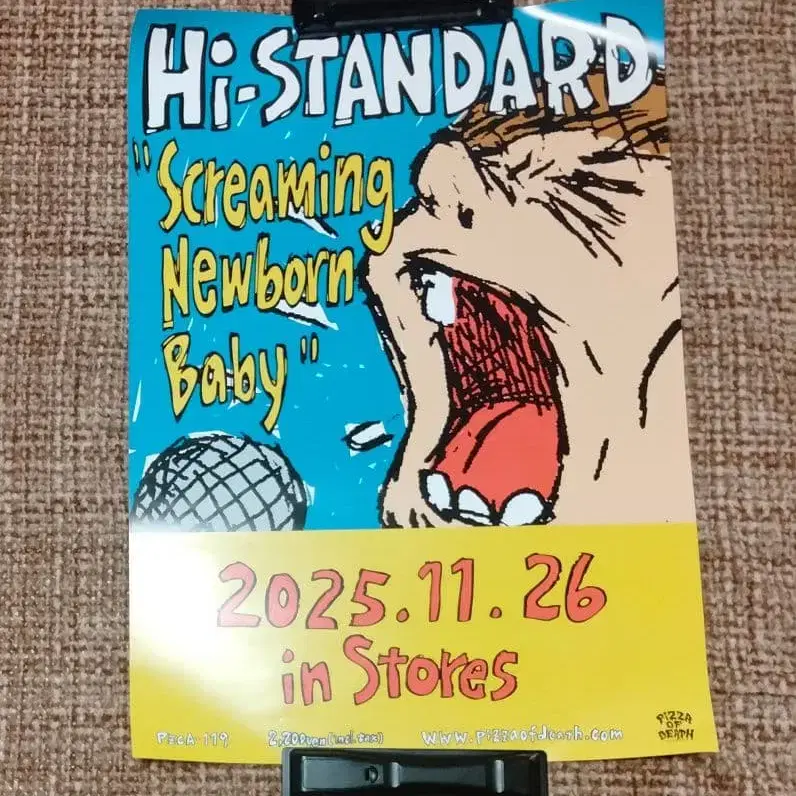 Hi-STANDARD
"Screaming
Newborn
Baby"
2025.11.26
in Stores
PZCA-119
2,200yen (incl.tax)
www.pizzaofdeath.com
PIZZA
OF
DEATH